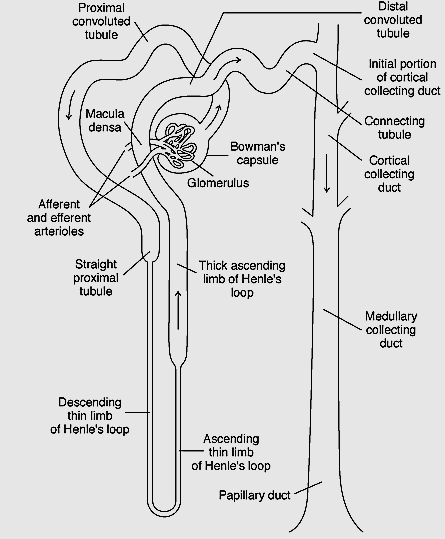 Proximal
convoluted
tubule
Distal
convoluted
tubule
Initial portion
of cortical
collecting duct
Macula
densa
Connecting
tubule
Bowman's
capsule
Cortical
collecting
duct
Glomerulus
Afferent
and efferent
arterioles
Straight
proximal
tubule
Thick ascending
limb of Henle's
loop
Medullary
collecting
duct
Descending
thin limb
of Henle's loop
Ascending
thin limb
of Henle's loop
Papillary duct